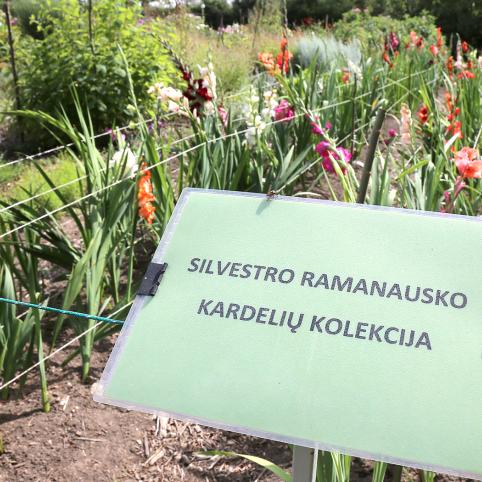 SILVESTRO RAMANAUSKO
KARDELIŲ KOLEKCIJA